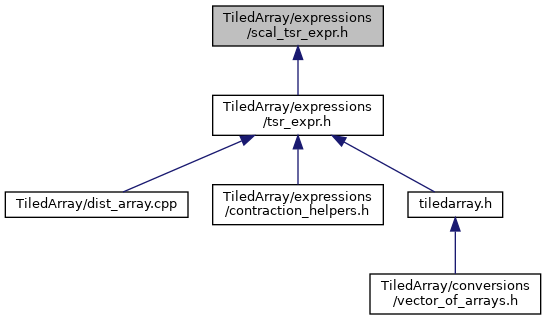 TiledArray/expressions
/scal_tsr_expr.h
TiledArray/expressions
/tsr_expr.h
TiledArray/dist_array.cpp
TiledArray/expressions
/contraction_helpers.h
tiledarray.h
TiledArray/conversions
/vector_of_arrays.h